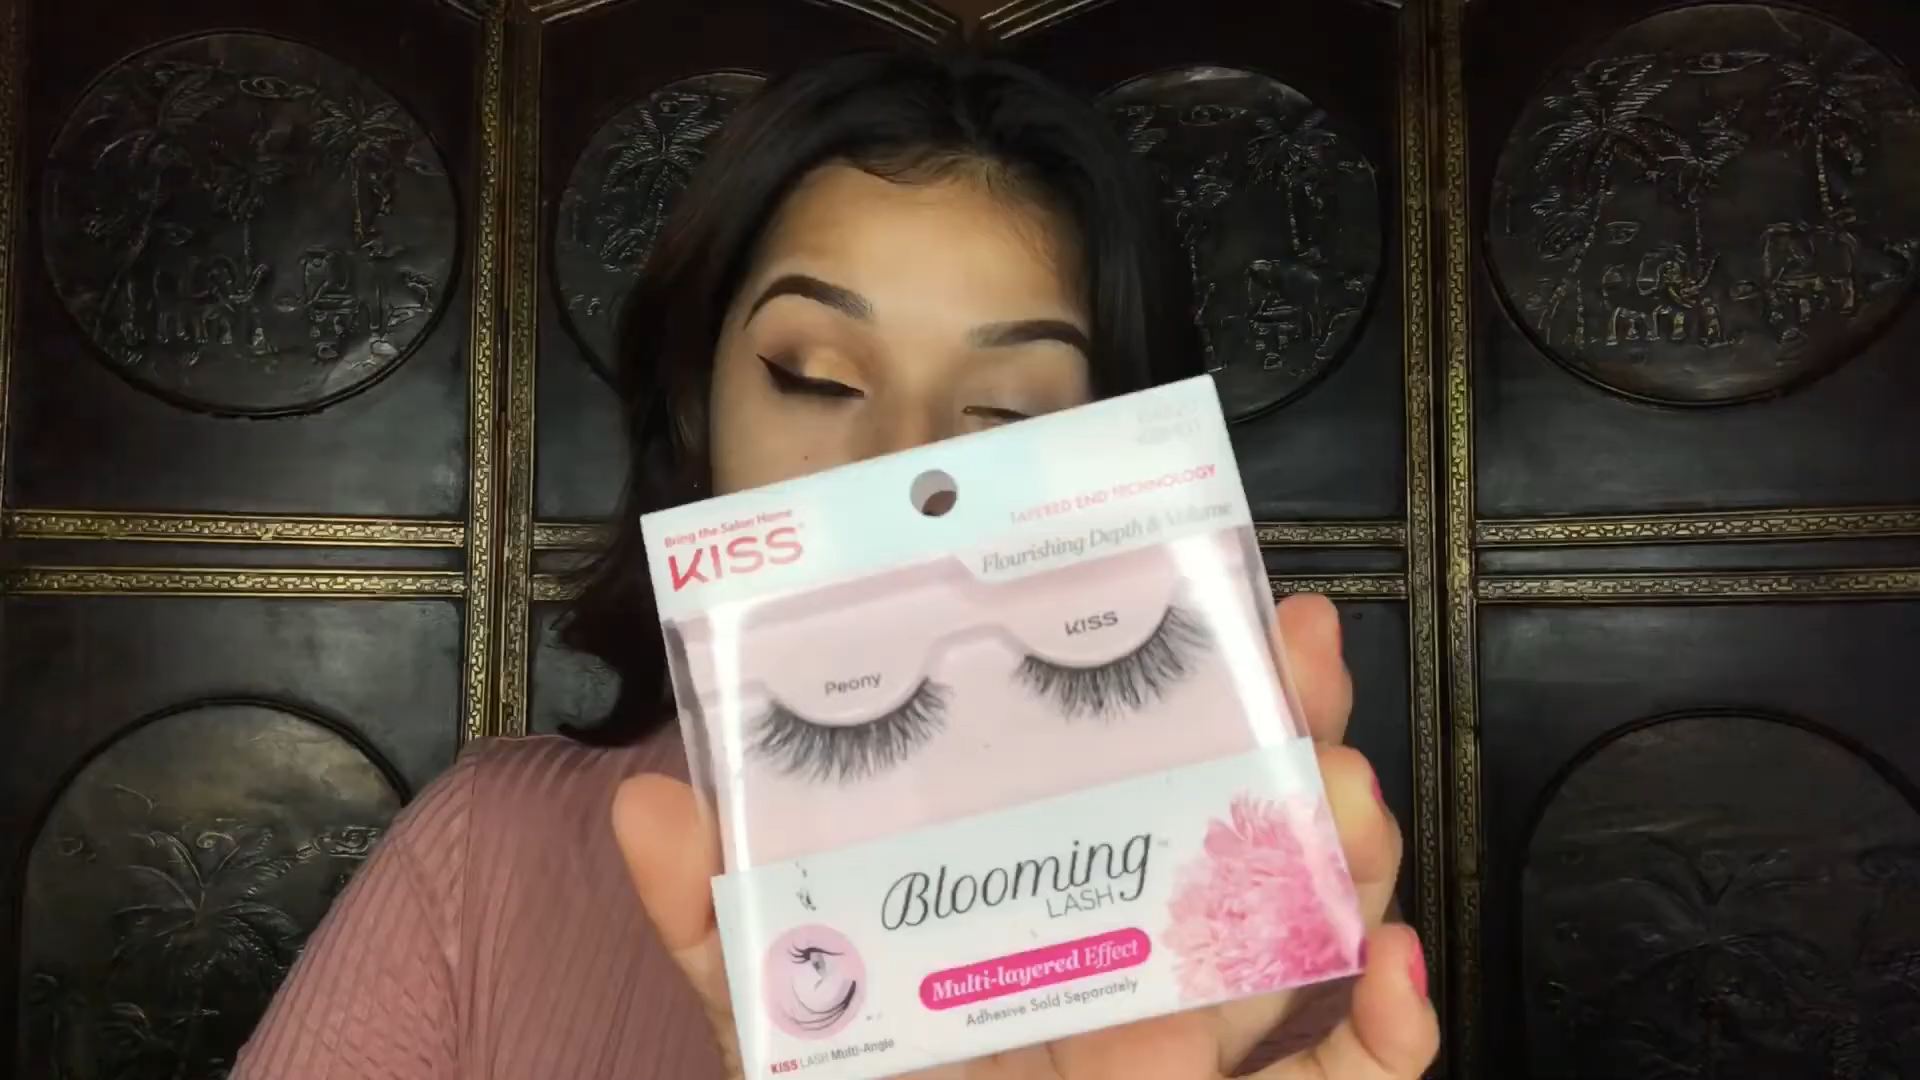 Bring the Salon Home
KISS
TAPERED END TECHNOLOGY
Flourishing Depth & Volume
Peony
KISS
Blooming
LASH
Multi-layered Effect
Adhesive Sold Separately
KISS LASH Multi-Angle